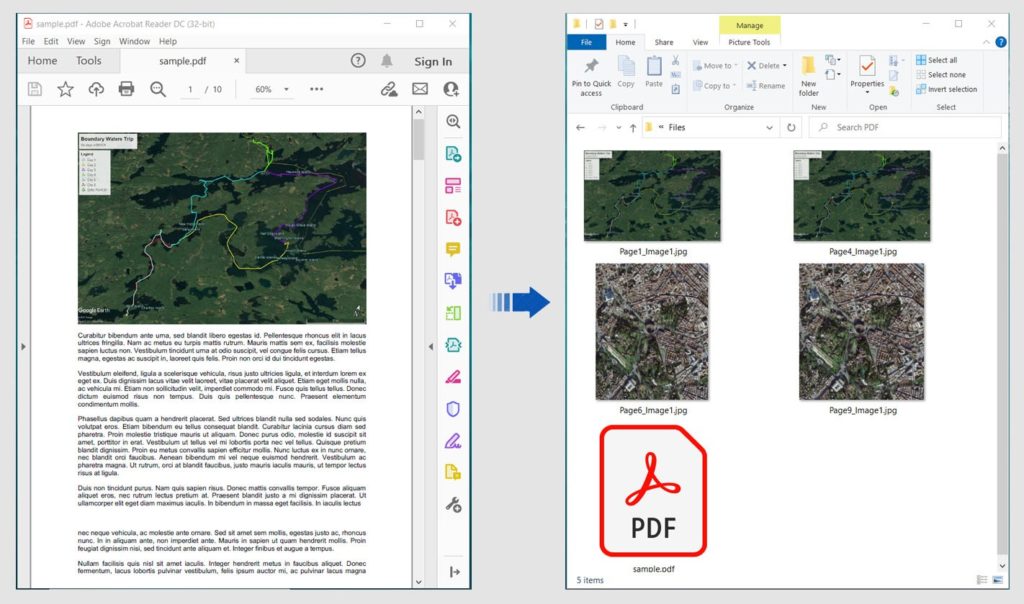 sample.pdf - Adobe Acrobat Reader DC (32-bit)
File Edit View Sign Window Help
Home Tools sample.pdf × Sign In
1 / 10 60%
Boundary Waters Trip
Legend
Google Earth
Curabitur bibendum ante urna, sed blandit libero egestas id. Pellentesque rhoncus elit in lacus
ultrices fringilla. Nam ac metus eu turpis mattis rutrum. Mauris mattis sem ex, facilisis molestie
sapien luctus non. Vestibulum tincidunt urna at odio suscipit, vel congue felis cursus. Etiam tellus
magna, egestas ac suscipit in, laoreet quis felis. Proin non orci id dui tincidunt egestas.
Vestibulum eleifend, ligula a scelerisque vehicula, risus justo ultricies ligula, et interdum lorem ex
eget ex. Duis dignissim lacus vitae velit laoreet, vitae placerat velit aliquet. Etiam eget mollis nulla,
ac vehicula mi. Etiam non sollicitudin velit, imperdiet commodo mi. Fusce quis tellus tellus. Donec
dictum euismod risus non tempus. Duis quis pellentesque nunc. Praesent elementum
condimentum mollis.
Phasellus dapibus quam a hendrerit placerat. Sed ultrices blandit nulla sed sodales. Nunc quis
volutpat eros. Etiam bibendum eu tellus consequat blandit. Curabitur lacinia cursus diam sed
pharetra. Proin molestie tristique mauris ut aliquam. Donec purus odio, molestie id suscipit sit
amet, porttitor in erat. Vestibulum ut tellus vel mi lobortis porta nec vel tellus. Quisque pretium
blandit dignissim. Proin eu metus convallis sapien efficitur mollis. Nunc luctus ex in nunc ornare,
nec blandit orci faucibus. Aenean bibendum mi vel neque euismod hendrerit. Vestibulum ac
pharetra magna. Ut rutrum, orci at blandit faucibus, justo mauris iaculis mauris, ut tempor lectus
risus at ligula.
Duis non tincidunt purus. Nam quis sapien risus. Donec mattis convallis tempor. Fusce aliquam
aliquet eros, nec rutrum lectus pretium at. Praesent blandit justo a mi dignissim placerat. Ut
ullamcorper elit eget diam maximus iaculis. In bibendum in massa eget facilisis. In iaculis lectus
nec neque vehicula, ac molestie ante ornare. Sed sit amet sem mollis, egestas justo ac, rhoncus
nunc. In in aliquam ante, non imperdiet ante. Mauris in sapien ut quam hendrerit mollis. Proin
feugiat dignissim nisi, sed tincidunt ante aliquam et. Integer finibus et augue a tempus.
Nullam facilisis quis nisl sit amet iaculis. Integer hendrerit metus in faucibus aliquet. Donec
fermentum, lacus lobortis pulvinar vestibulum, felis ipsum auctor mi, ac pulvinar lacus magna
Manage
File Home Share View Picture Tools
Pin to Quick access
Copy
Paste
Clipboard
Move to
Copy to
Delete
Rename
Organize
New folder
New
Properties
Open
Select all
Select none
Invert selection
Select
« Files
Search PDF
Page1_Image1.jpg
Page4_Image1.jpg
Page6_Image1.jpg
Page9_Image1.jpg
PDF
sample.pdf
5 items